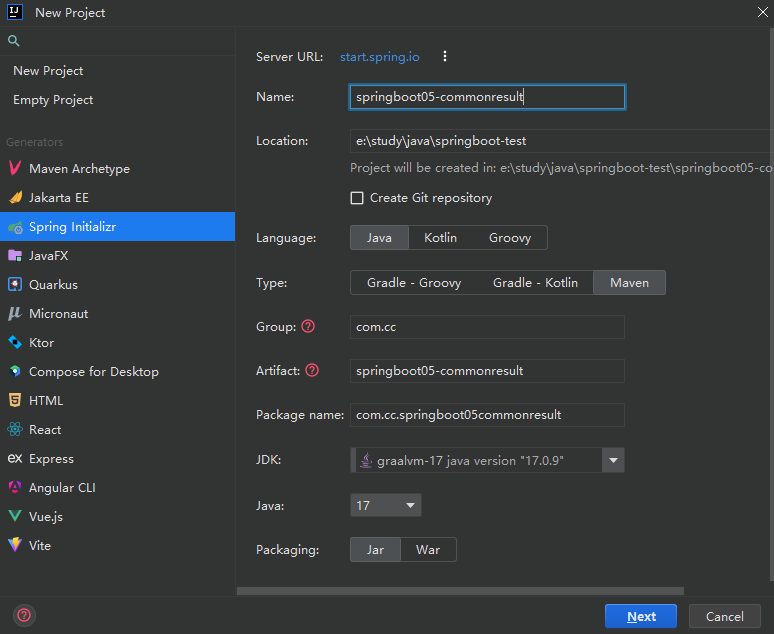 New Project
New Project
Empty Project
Generators
Maven Archetype
Jakarta EE
Spring Initializr
JavaFX
Quarkus
Micronaut
Ktor
Compose for Desktop
HTML
React
Express
Angular CLI
Vue.js
Vite
Server URL: start.spring.io
Name: springboot05-commonresult
Location: e:\study\java\springboot-test
Project will be created in: e:\study\java\springboot-test\springboot05-co
Create Git repository
Language: Java Kotlin Groovy
Type: Gradle - Groovy Gradle - Kotlin Maven
Group: com.cc
Artifact: springboot05-commonresult
Package name: com.cc.springboot05commonresult
JDK: graalvm-17 java version "17.0.9"
Java: 17
Packaging: Jar War
Next Cancel